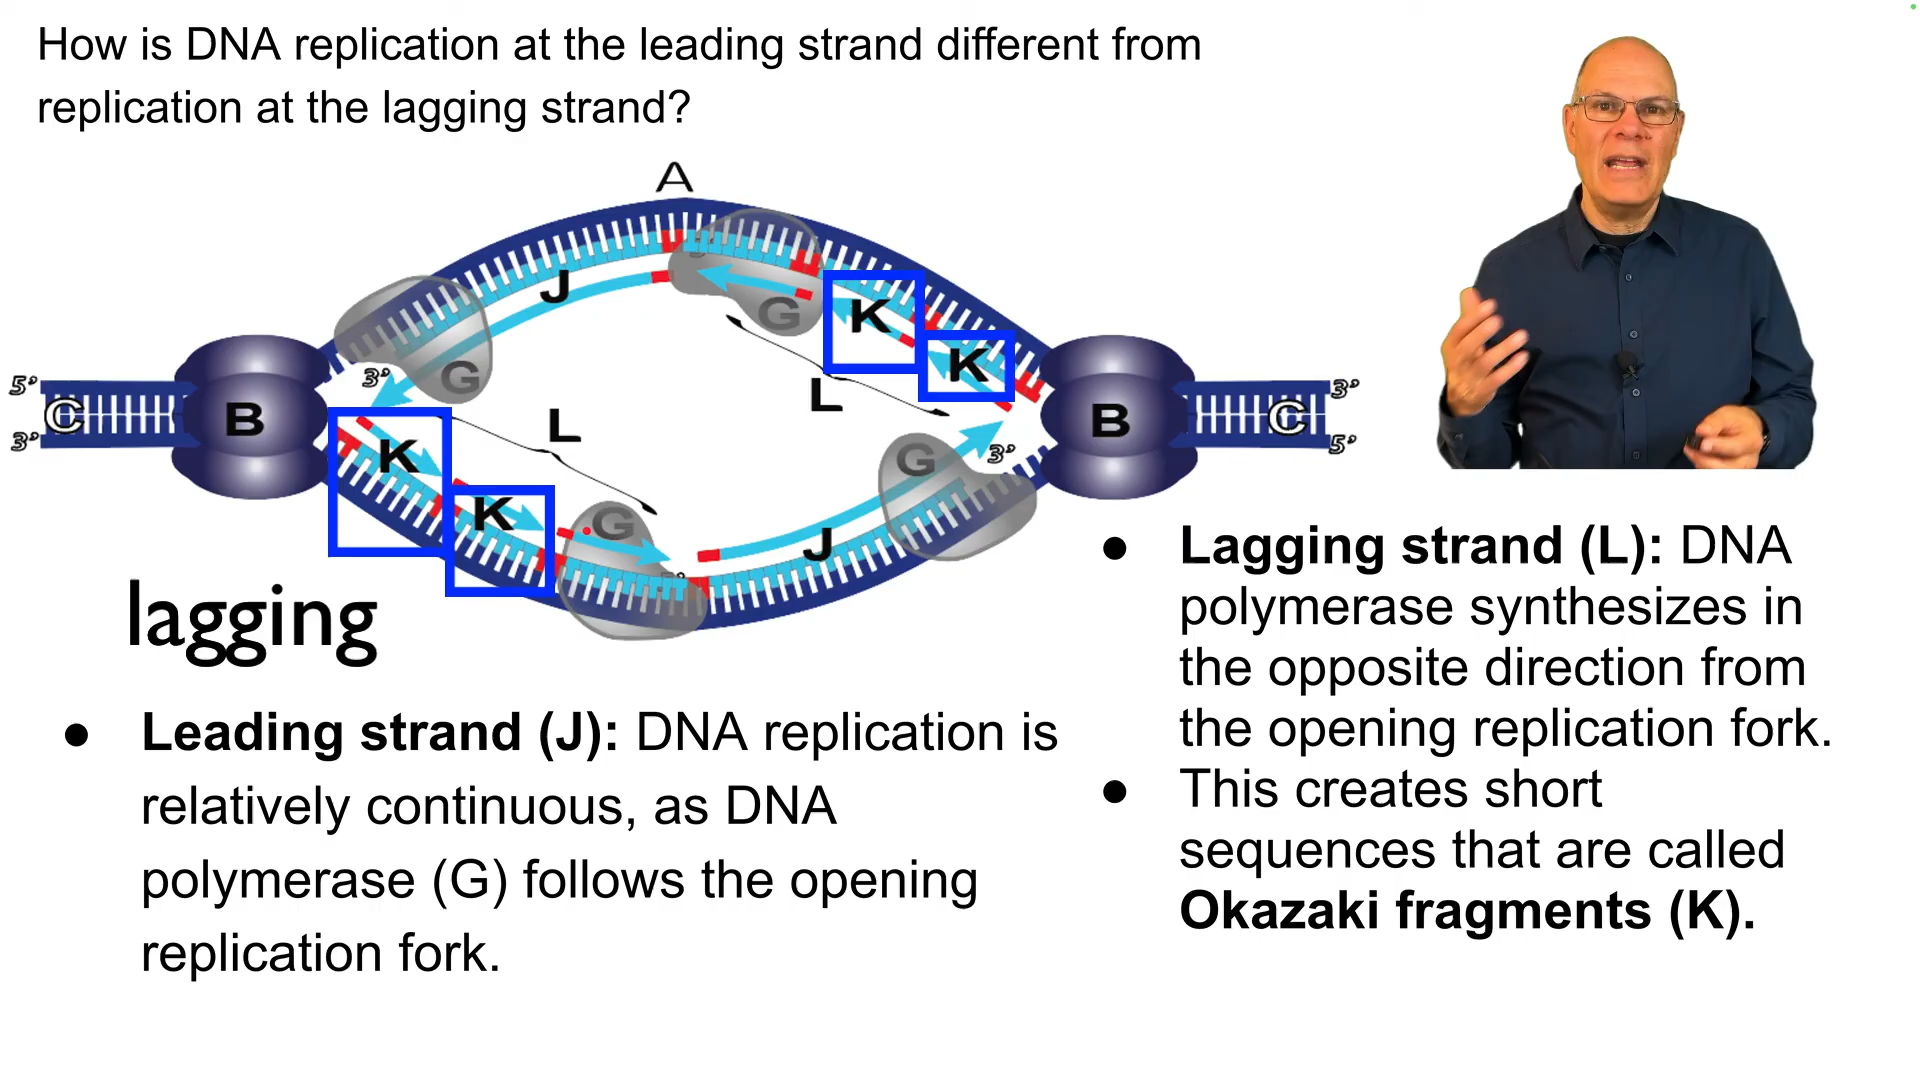 How is DNA replication at the leading strand different from
replication at the lagging strand?
A
J
G
K
K
L
3’
G
5’
C
3’
B
L
B
3’
C
5’
K
K
G
G
3’
J
5’
lagging
● Leading strand (J): DNA replication is
relatively continuous, as DNA
polymerase (G) follows the opening
replication fork.
● Lagging strand (L): DNA
polymerase synthesizes in
the opposite direction from
the opening replication fork.
● This creates short
sequences that are called
Okazaki fragments (K).